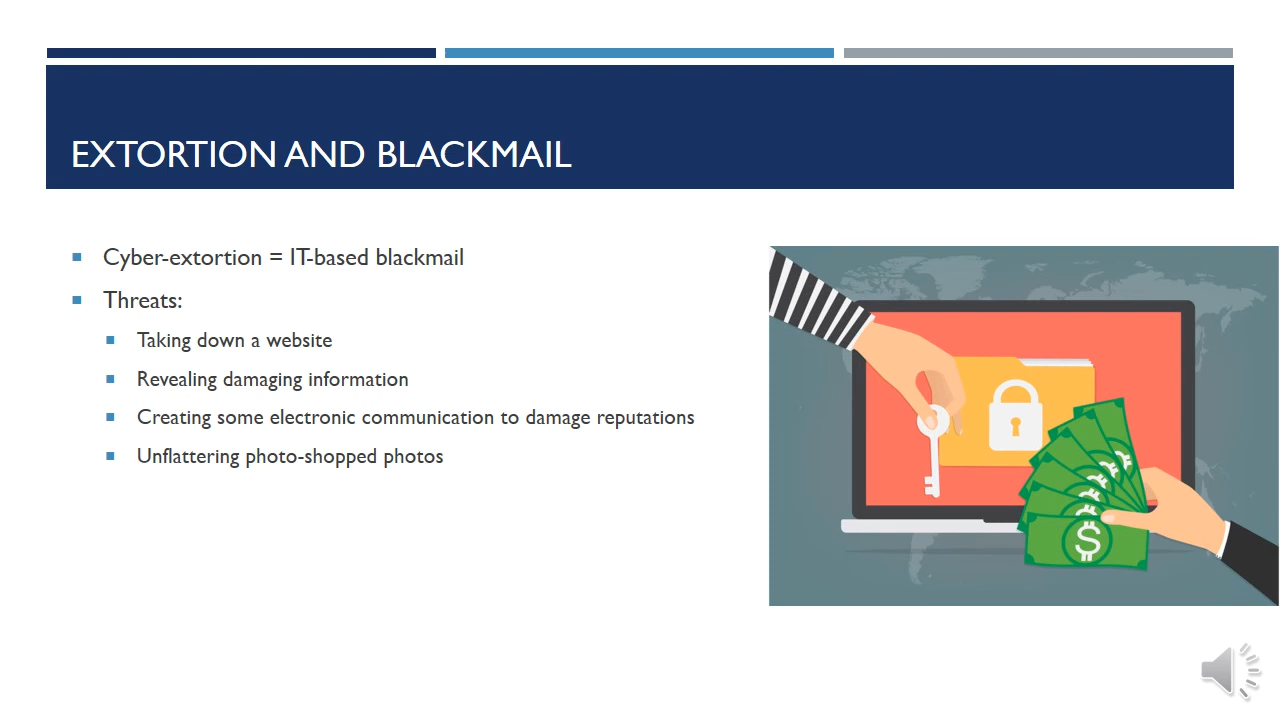 EXTORTION AND BLACKMAIL
Cyber-extortion = IT-based blackmail
Threats:
Taking down a website
Revealing damaging information
Creating some electronic communication to damage reputations
Unflattering photo-shopped photos
$